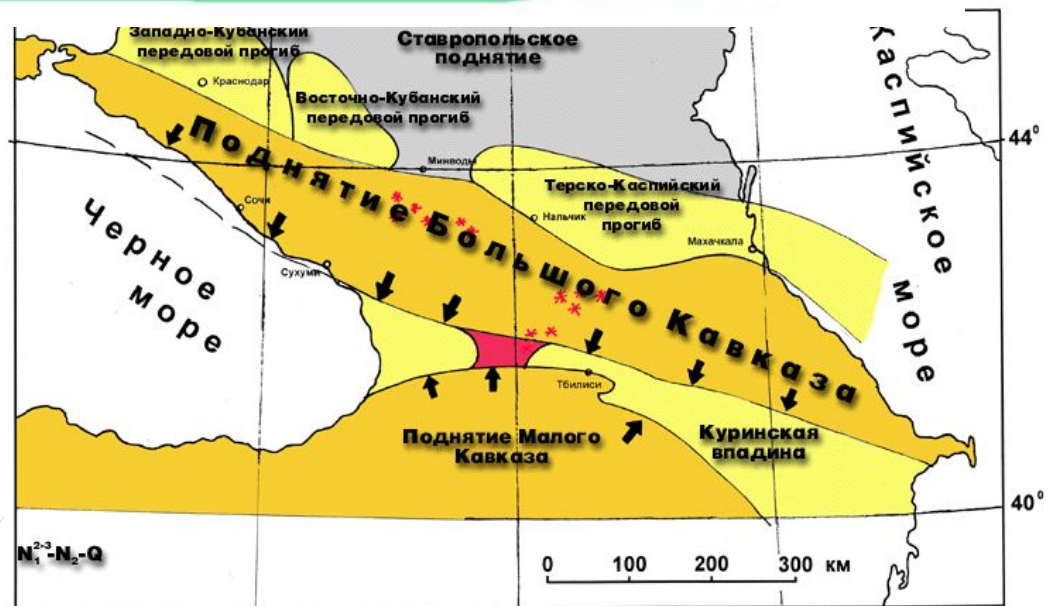 Западно-Кубанский
передовой прогиб
Ставропольское
поднятие
Каспийское
море
Краснодар
Восточно-Кубанский
передовой прогиб
44⁰
Минводы
Поднятие Большого Кавказа
Терско-Каспийский
передовой
прогиб
Нальчик
Сочи
Махачкала
Черное
море
Сухуми
Тбилиси
Поднятие Малого
Кавказа
Куринская
впадина
40⁰
N₁²⁻³-N₂-Q
0 100 200 300 км